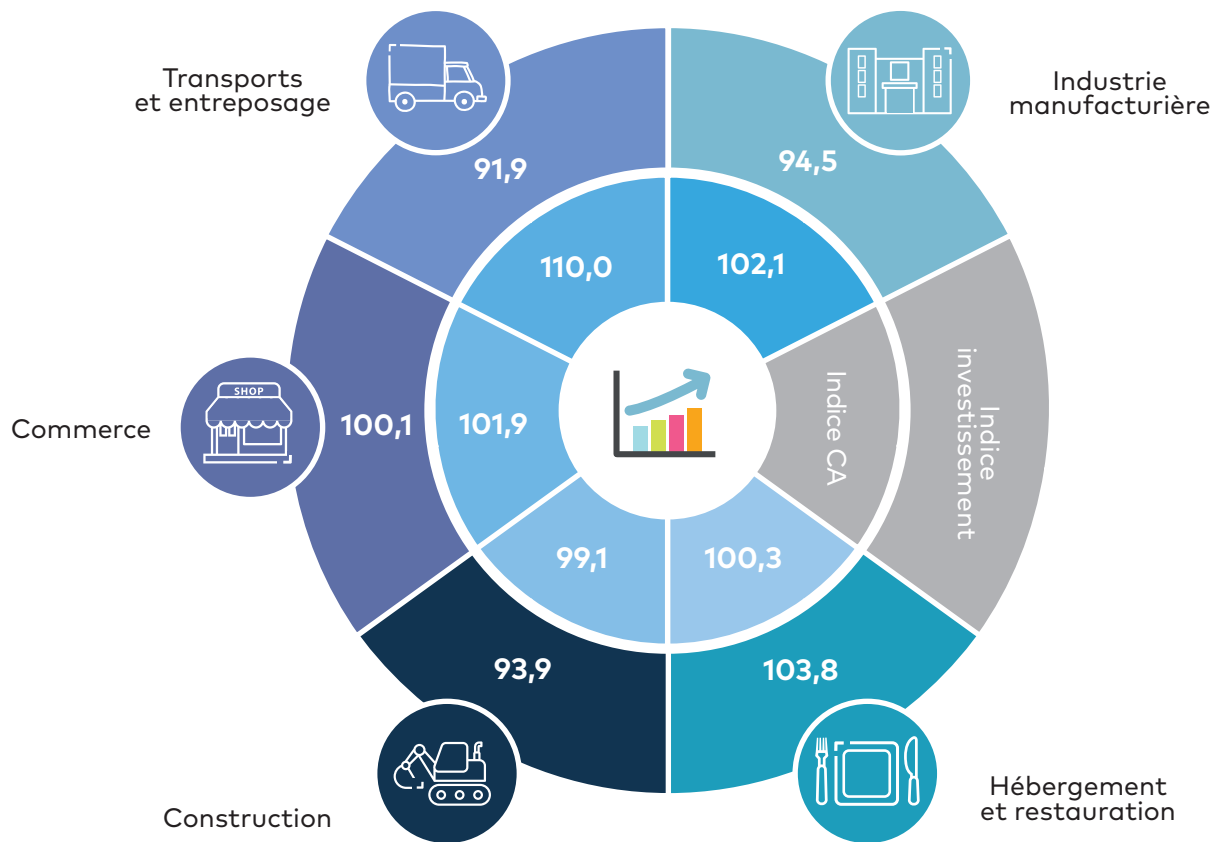 Transports
et entreposage
Industrie
manufacturière
91,9
94,5
110,0
102,1
Commerce
SHOP
100,1
101,9
Indice CA
Indice
investissement
99,1
100,3
93,9
103,8
Construction
Hébergement
et restauration